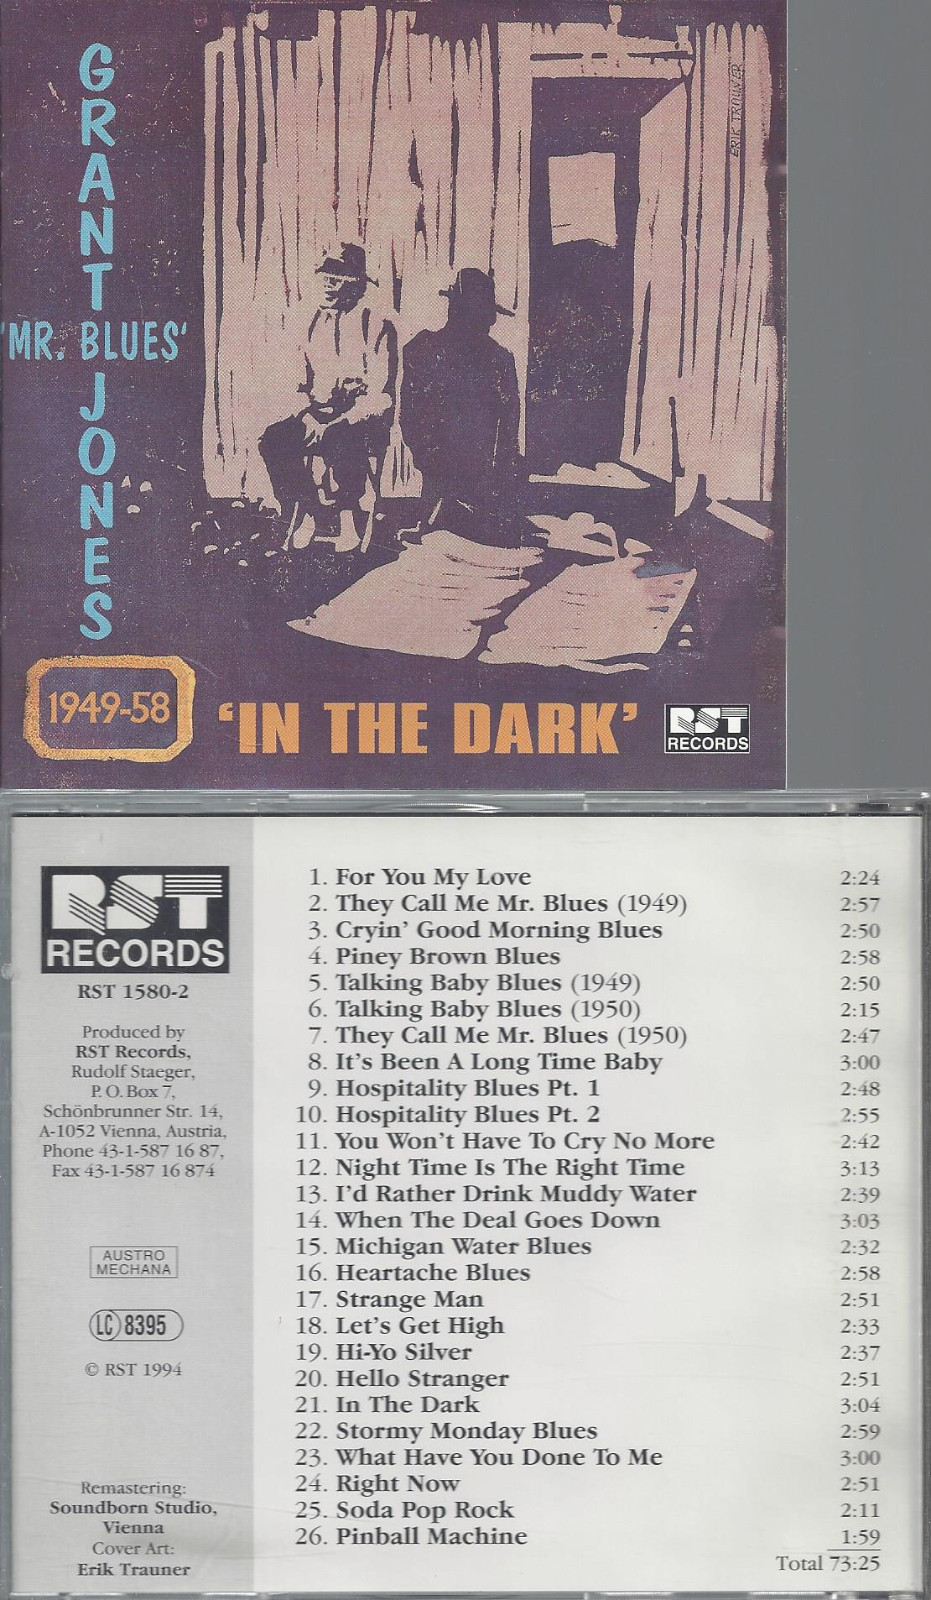 GRANT
'MR. BLUES'
JONES
ERIK TRAUNER
1949-58
'IN THE DARK'
RST
RECORDS
RST
RECORDS
RST 1580-2
Produced by
RST Records,
Rudolf Staeger,
P. O. Box 7,
Schönbrunner Str. 14,
A-1052 Vienna, Austria,
Phone 43-1-587 16 87,
Fax 43-1-587 16 874
AUSTRO
MECHANA
LC 8395
© RST 1994
Remastering:
Soundborn Studio,
Vienna
Cover Art:
Erik Trauner
1. For You My Love 2:24
2. They Call Me Mr. Blues (1949) 2:57
3. Cryin' Good Morning Blues 2:50
4. Piney Brown Blues 2:58
5. Talking Baby Blues (1949) 2:50
6. Talking Baby Blues (1950) 2:15
7. They Call Me Mr. Blues (1950) 2:47
8. It's Been A Long Time Baby 3:00
9. Hospitality Blues Pt. 1 2:48
10. Hospitality Blues Pt. 2 2:55
11. You Won't Have To Cry No More 2:42
12. Night Time Is The Right Time 3:13
13. I'd Rather Drink Muddy Water 2:39
14. When The Deal Goes Down 3:03
15. Michigan Water Blues 2:32
16. Heartache Blues 2:58
17. Strange Man 2:51
18. Let's Get High 2:33
19. Hi-Yo Silver 2:37
20. Hello Stranger 2:51
21. In The Dark 3:04
22. Stormy Monday Blues 2:59
23. What Have You Done To Me 3:00
24. Right Now 2:51
25. Soda Pop Rock 2:11
26. Pinball Machine 1:59
Total 73:25